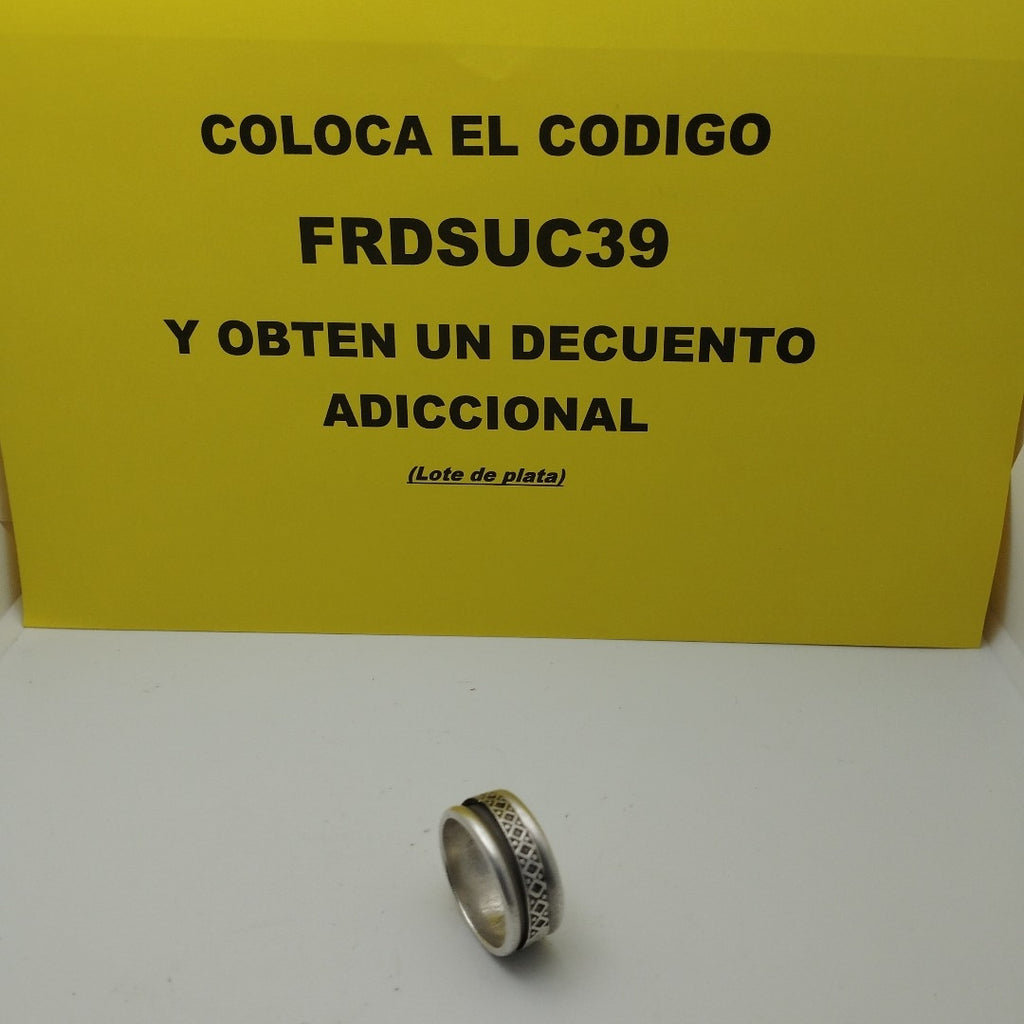 COLOCA EL CODIGO
FRDSUC39
Y OBTEN UN DECUENTO
ADICCIONAL
(Lote de plata)